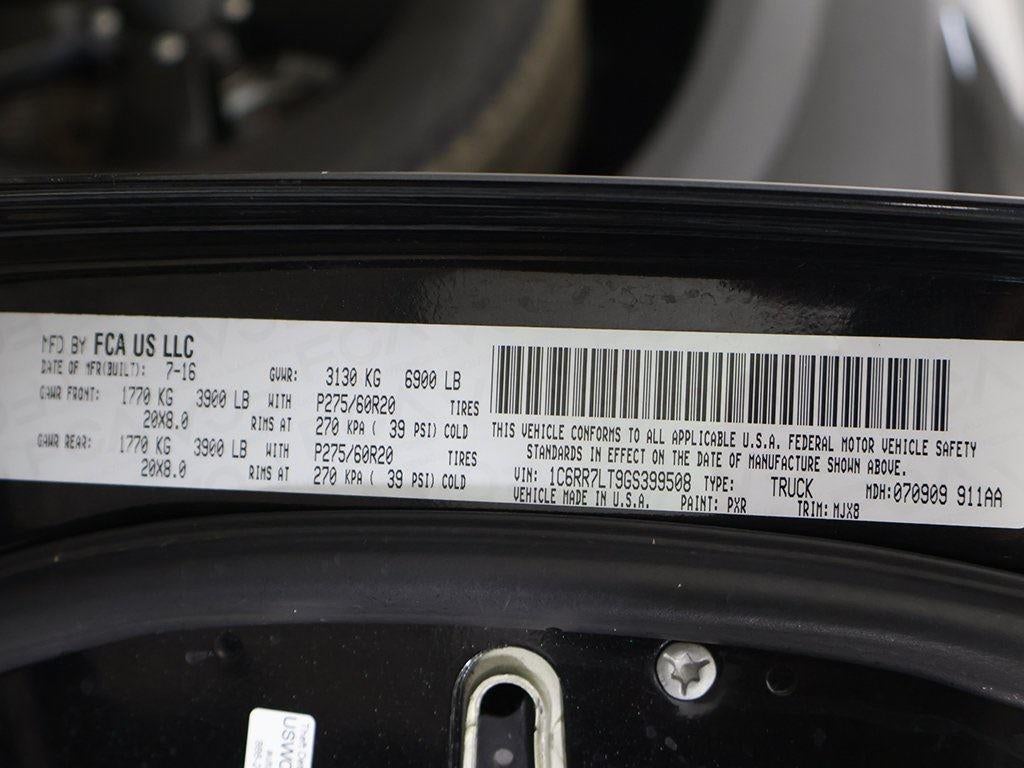 MFD BY FCA US LLC
DATE OF MFR(BUILT): 7-16 GVWR: 3130 KG 6900 LB
GAWR FRONT: 1770 KG 3900 LB WITH P275/60R20 TIRES
20X8.0 RIMS AT 270 KPA ( 39 PSI) COLD
GAWR REAR: 1770 KG 3900 LB WITH P275/60R20 TIRES
20X8.0 RIMS AT 270 KPA ( 39 PSI) COLD
THIS VEHICLE CONFORMS TO ALL APPLICABLE U.S.A. FEDERAL MOTOR VEHICLE SAFETY
STANDARDS IN EFFECT ON THE DATE OF MANUFACTURE SHOWN ABOVE.
VIN: 1C6RR7LT9GS399508 TYPE: TRUCK MDH:070909 911AA
VEHICLE MADE IN U.S.A. PAINT: PXR TRIM: MJX8
Theft